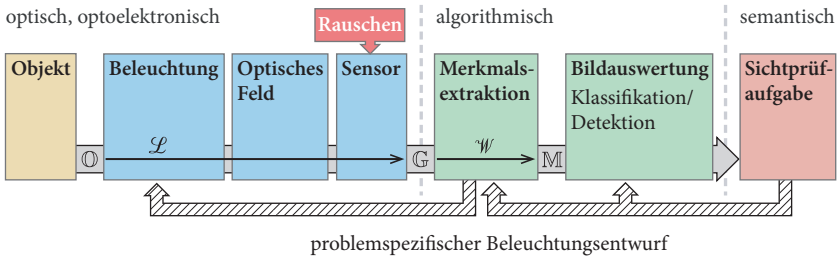 optisch, optoelektronisch
algorithmisch
semantisch
Rauschen
Objekt
Beleuchtung
Optisches
Feld
Sensor
Merkmals-
extraktion
Bildauswertung
Klassifikation/
Detektion
Sichtprüf-
aufgabe
𝕆
ℒ
𝔾
𝒲
𝕄
problemspezifischer Beleuchtungsentwurf